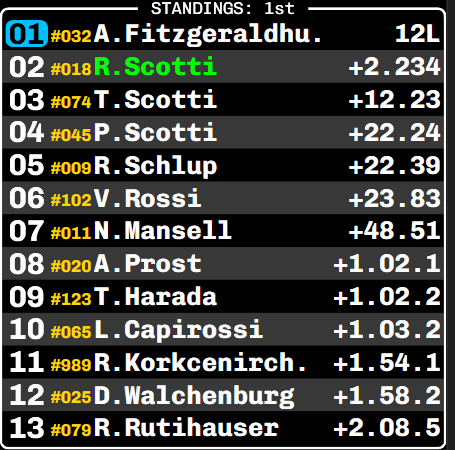 STANDINGS: 1st
01 #032 A.Fitzgeraldhu. 12L
02 #018 R.Scotti +2.234
03 #074 T.Scotti +12.23
04 #045 P.Scotti +22.24
05 #009 R.Schlup +22.39
06 #102 V.Rossi +23.83
07 #011 N.Mansell +48.51
08 #020 A.Prost +1.02.1
09 #123 T.Harada +1.02.2
10 #065 L.Capirossi +1.03.2
11 #989 R.Korkcenirch. +1.54.1
12 #025 D.Walchenburg +1.58.2
13 #079 R.Rutihauser +2.08.5